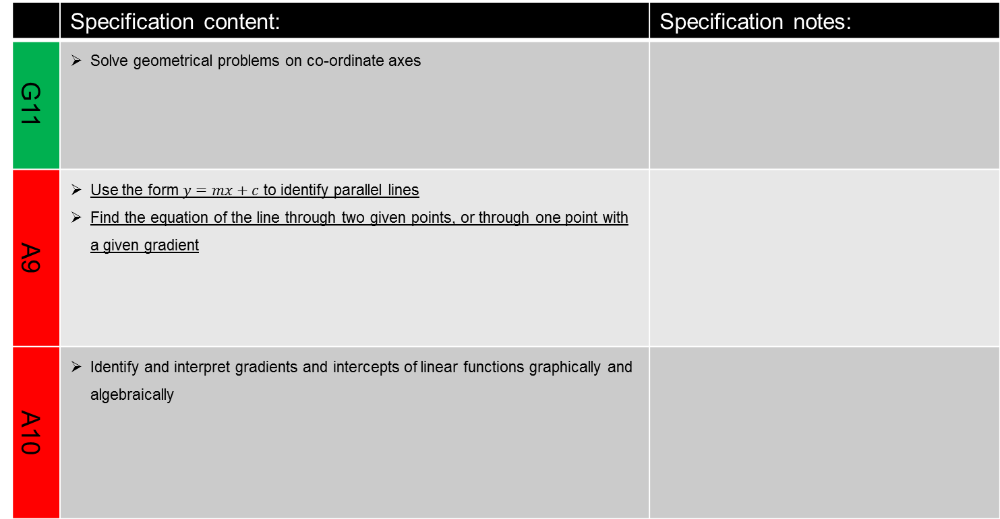 Specification content:
Specification notes:
G11
➢ Solve geometrical problems on co-ordinate axes
A9
➢ Use the form y = mx + c to identify parallel lines
➢ Find the equation of the line through two given points, or through one point with
a given gradient
A10
➢ Identify and interpret gradients and intercepts of linear functions graphically and
algebraically